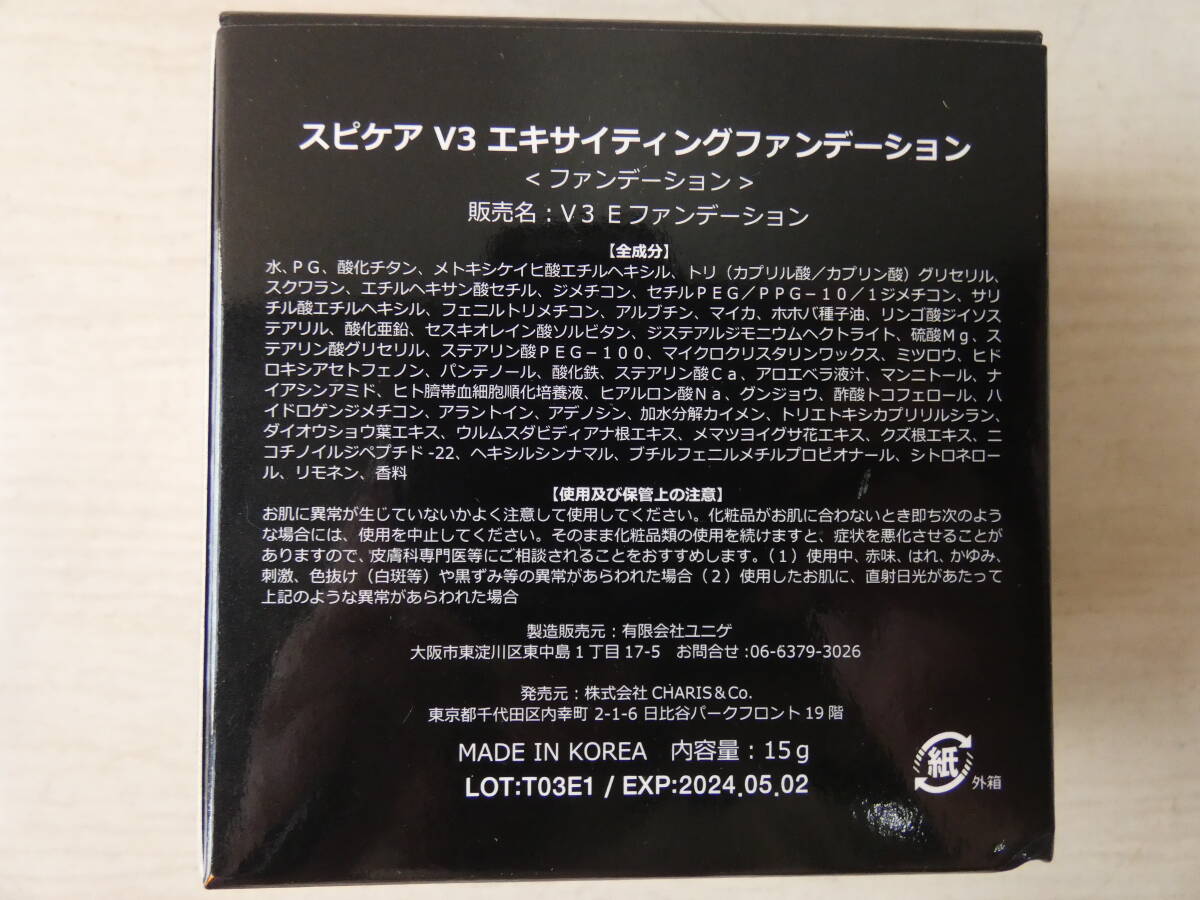 スピケア V3 エキサイティングファンデーション
<ファンデーション>
販売名：V3 Eファンデーション
【全成分】
水、PG、酸化チタン、メトキシケイヒ酸エチルヘキシル、トリ（カプリル酸／カプリン酸）グリセリル、
スクワラン、エチルヘキサン酸セチル、ジメチコン、セチルPEG／PPG－10／1ジメチコン、サリ
チル酸エチルヘキシル、フェニルトリメチコン、アルブチン、マイカ、ホホバ種子油、リンゴ酸ジイソス
テアリル、酸化亜鉛、セスキオレイン酸ソルビタン、ジステアルジモニウムヘクトライト、硫酸Mg、ス
テアリン酸グリセリル、ステアリン酸PEG－100、マイクロクリスタリンワックス、ミツロウ、ヒド
ロキシアセトフェノン、パンテノール、酸化鉄、ステアリン酸Ca、アロエベラ液汁、マンニトール、ナ
イアシンアミド、ヒト臍帯血細胞順化培養液、ヒアルロン酸Na、グンジョウ、酢酸トコフェロール、ハ
イドロゲンジメチコン、アラントイン、アデノシン、加水分解カイメン、トリエトキシカプリリルシラン、
ダイオウショウ葉エキス、ウルムスダビディアナ根エキス、メマツヨイグサ花エキス、クズ根エキス、ニ
コチノイルジペプチド-22、ヘキシルシンナマル、ブチルフェニルメチルプロピオナール、シトロネロー
ル、リモネン、香料
【使用及び保管上の注意】
お肌に異常が生じていないかよく注意して使用してください。化粧品がお肌に合わないとき即ち次のよう
な場合には、使用を中止してください。そのまま化粧品類の使用を続けますと、症状を悪化させることが
ありますので、皮膚科専門医等にご相談されることをおすすめします。（1）使用中、赤味、はれ、かゆみ、
刺激、色抜け（白斑等）や黒ずみ等の異常があらわれた場合（2）使用したお肌に、直射日光があたって
上記のような異常があらわれた場合
製造販売元：有限会社ユニゲ
大阪市東淀川区東中島1丁目17-5 お問合せ:06-6379-3026
発売元：株式会社 CHARIS＆Co.
東京都千代田区内幸町 2-1-6 日比谷パークフロント19階
MADE IN KOREA 内容量：15g
LOT:T03E1 / EXP:2024.05.02
紙
外箱